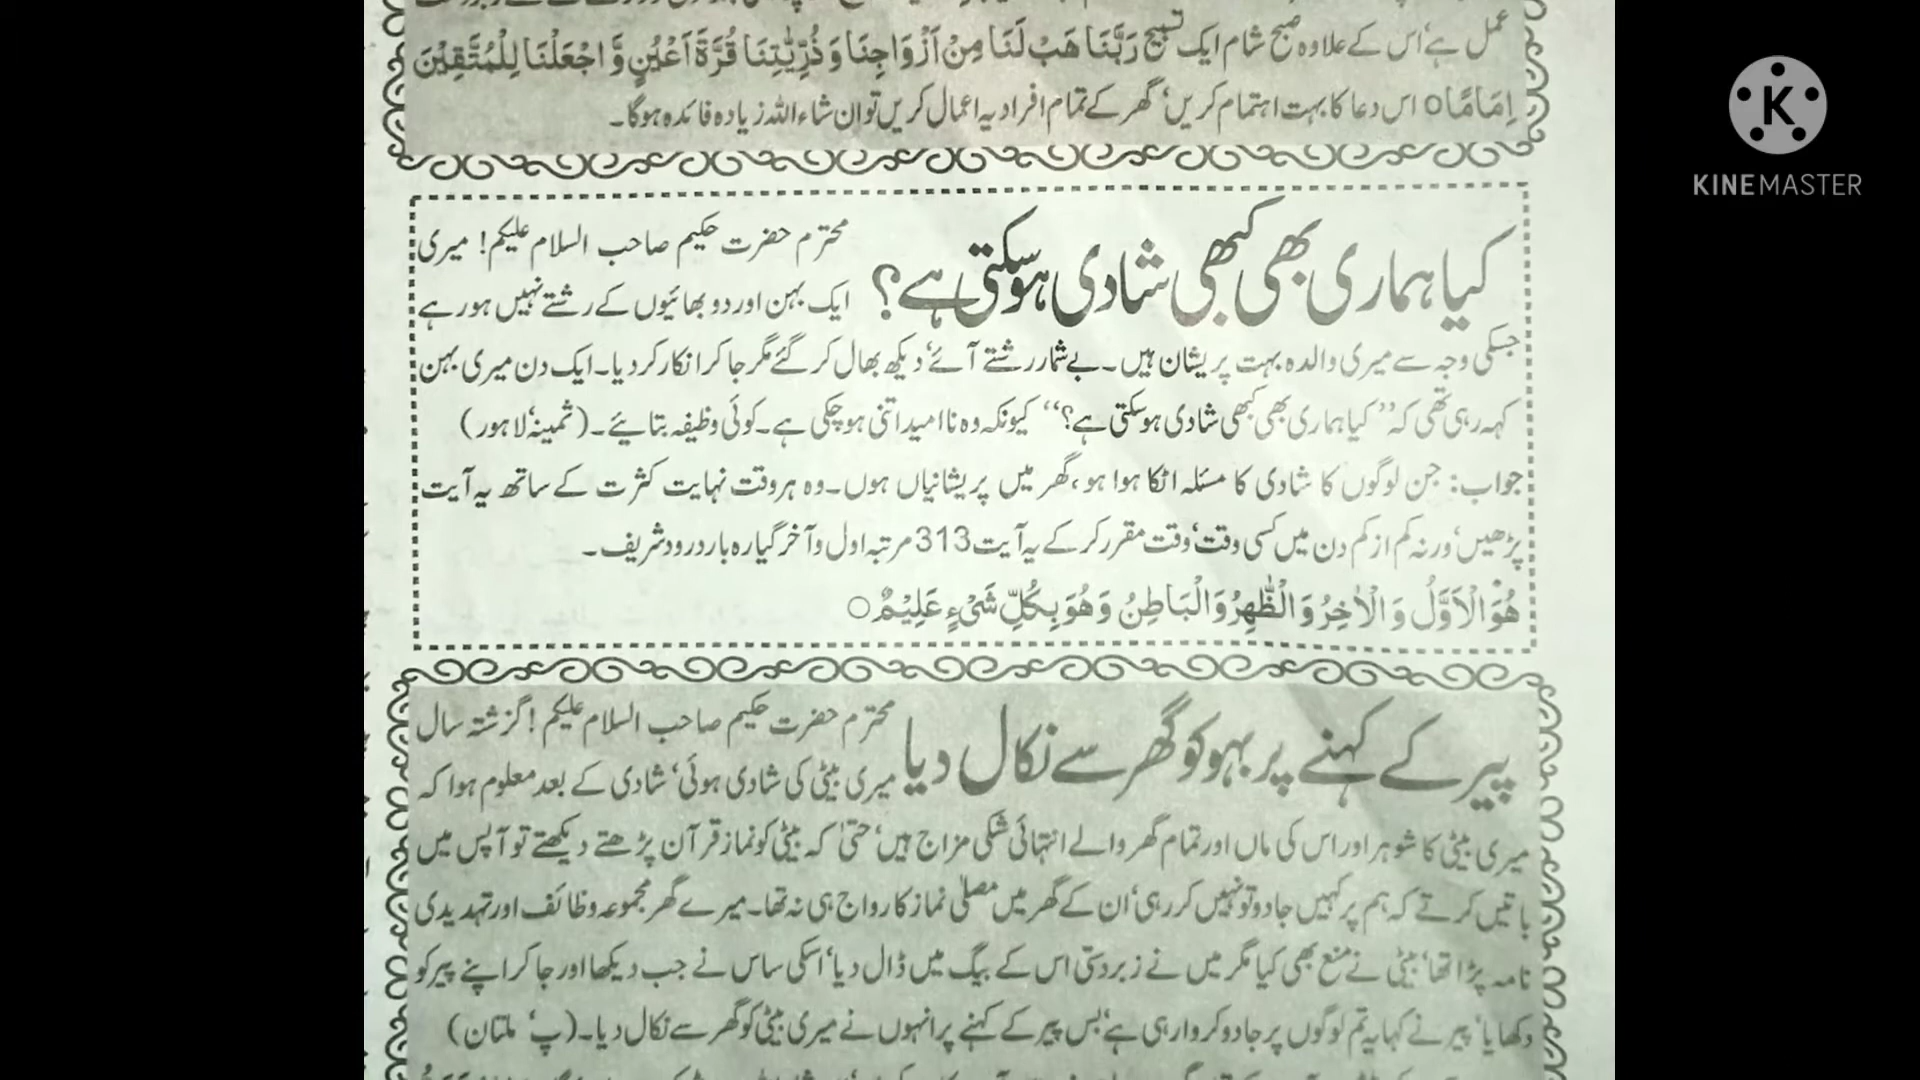 عمل ہے‘ اس کے علاوہ صبح شام ایک تسبیح رَبَّنَا هَبْ لَنَا مِنْ اَزْوَاجِنَا وَ ذُرِّیّٰتِنَا قُرَّةَ اَعْیُنٍ وَّ اجْعَلْنَا لِلْمُتَّقِیْنَ
اِمَامًا○ اس دعا کا بہت اہتمام کریں‘ گھر کے تمام افراد یہ اعمال کریں تو ان شاء اللہ زیادہ فائدہ ہوگا۔
K
KINEMASTER
کیا ہماری بھی کبھی شادی ہوسکتی ہے؟
محترم حضرت حکیم صاحب السلام علیکم! میری
ایک بہن اور دو بھائیوں کے رشتے نہیں ہورہے
جسکی وجہ سے میری والدہ بہت پریشان ہیں۔ بے شمار رشتے آئے‘ دیکھ بھال کر گئے مگر جاکر انکار کردیا۔ ایک دن میری بہن
کہہ رہی تھی کہ ’’کیا ہماری بھی کبھی شادی ہوسکتی ہے؟‘‘ کیونکہ وہ ناامید اتنی ہوچکی ہے۔ کوئی وظیفہ بتائیے۔ (ثمینہ‘ لاہور)
جواب: جن لوگوں کا شادی کا مسئلہ اٹکا ہوا ہو، گھر میں پریشانیاں ہوں۔ وہ ہر وقت نہایت کثرت کے ساتھ یہ آیت
پڑھیں‘ ورنہ کم از کم دن میں کسی وقت‘ وقت مقرر کرکے یہ آیت 313 مرتبہ اول و آخر گیارہ بار درود شریف۔
هُوَ الْاَوَّلُ وَ الْاٰخِرُ وَ الظَّاهِرُ وَ الْبَاطِنُ وَ هُوَ بِكُلِّ شَیْءٍ عَلِیْمٌ○
پیر کے کہنے پر بہو کو گھر سے نکال دیا
محترم حضرت حکیم صاحب السلام علیکم! گزشتہ سال
میری بیٹی کی شادی ہوئی‘ شادی کے بعد معلوم ہوا کہ
میری بیٹی کا شوہر اور اس کی ماں اور تمام گھر والے انتہائی شکی مزاج ہیں‘ حتیٰ کہ بیٹی کو نماز قرآن پڑھتے دیکھتے تو آپس میں
باتیں کرتے کہ ہم پر کہیں جادو تو نہیں کررہی‘ ان کے گھر میں مصلیٰ نماز کا رواج ہی نہ تھا۔ میرے گھر مجموعہ وظائف اور تہدیدی
نامہ پڑا تھا‘ بیٹی نے منع بھی کیا مگر میں نے زبردستی اس کے بیگ میں ڈال دیا‘ اسکی ساس نے جب دیکھا اور جاکر اپنے پیر کو
دکھایا‘ پیر نے کہا یہ تم لوگوں پر جادو کروا رہی ہے‘ بس پیر کے کہنے پر انہوں نے میری بیٹی کو گھر سے نکال دیا۔ (پ‘ ملتان)